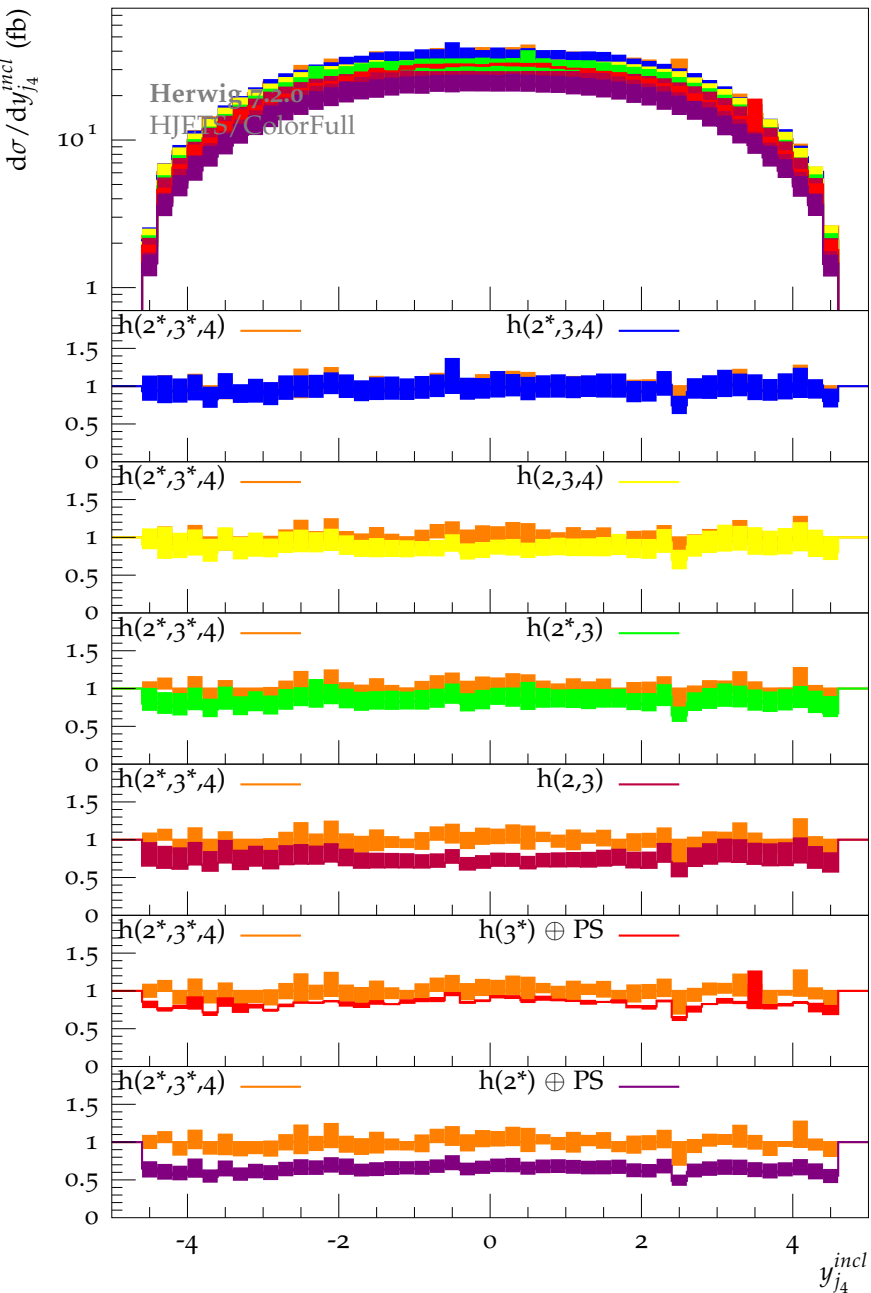 dσ/dy_{j_4}^{incl} (fb)
Herwig 7.2.0
HJETS/ColorFull
10^1
1
h(2*,3*,4) h(2*,3,4)
1.5
1
0.5
0
h(2*,3*,4) h(2,3,4)
1.5
1
0.5
0
h(2*,3*,4) h(2*,3)
1.5
1
0.5
0
h(2*,3*,4) h(2,3)
1.5
1
0.5
0
h(2*,3*,4) h(3*) ⊕ PS
1.5
1
0.5
0
h(2*,3*,4) h(2*) ⊕ PS
1.5
1
0.5
0
-4 -2 0 2 4
y_{j_4}^{incl}